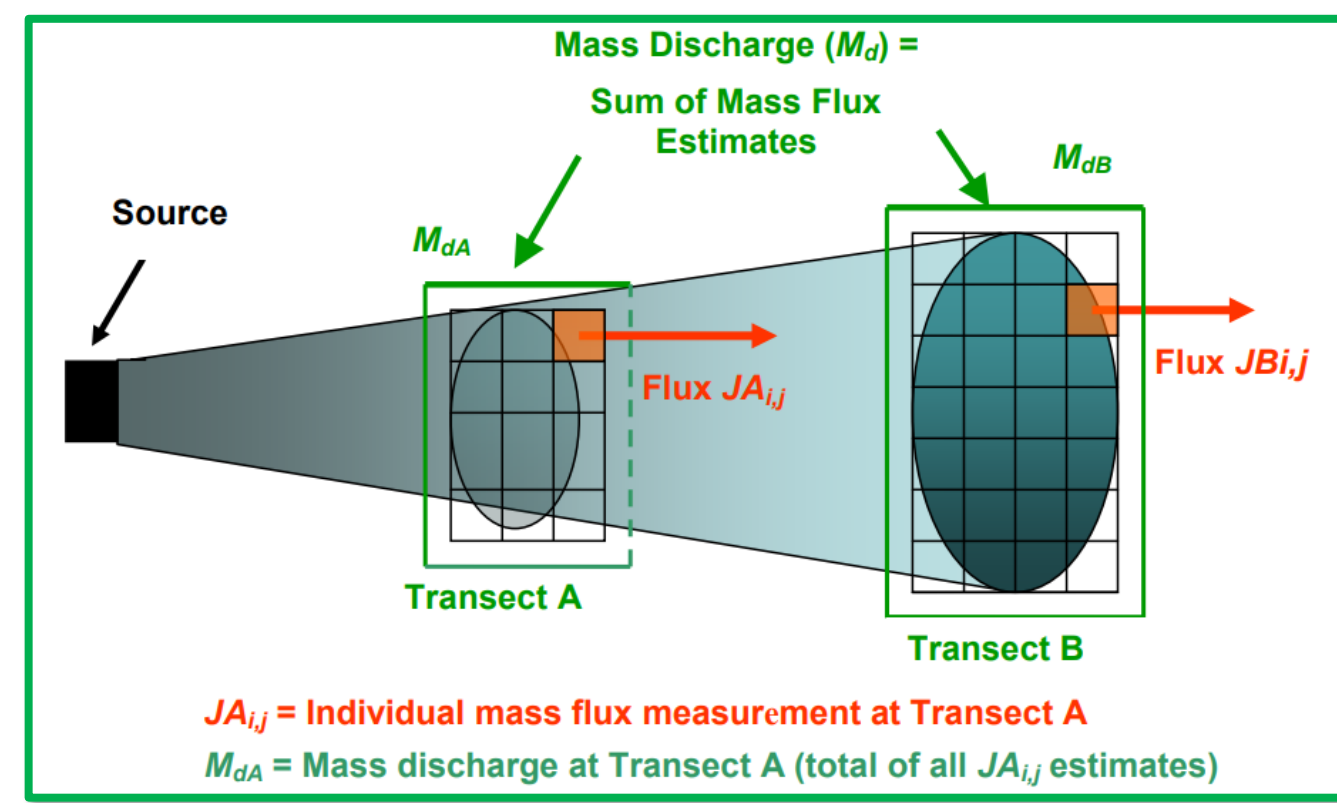 Mass Discharge (Md) =
Sum of Mass Flux
Estimates
MdB
Source
MdA
Flux JAi,j
Flux JBi,j
Transect A
Transect B
JAi,j = Individual mass flux measurement at Transect A
MdA = Mass discharge at Transect A (total of all JAi,j estimates)